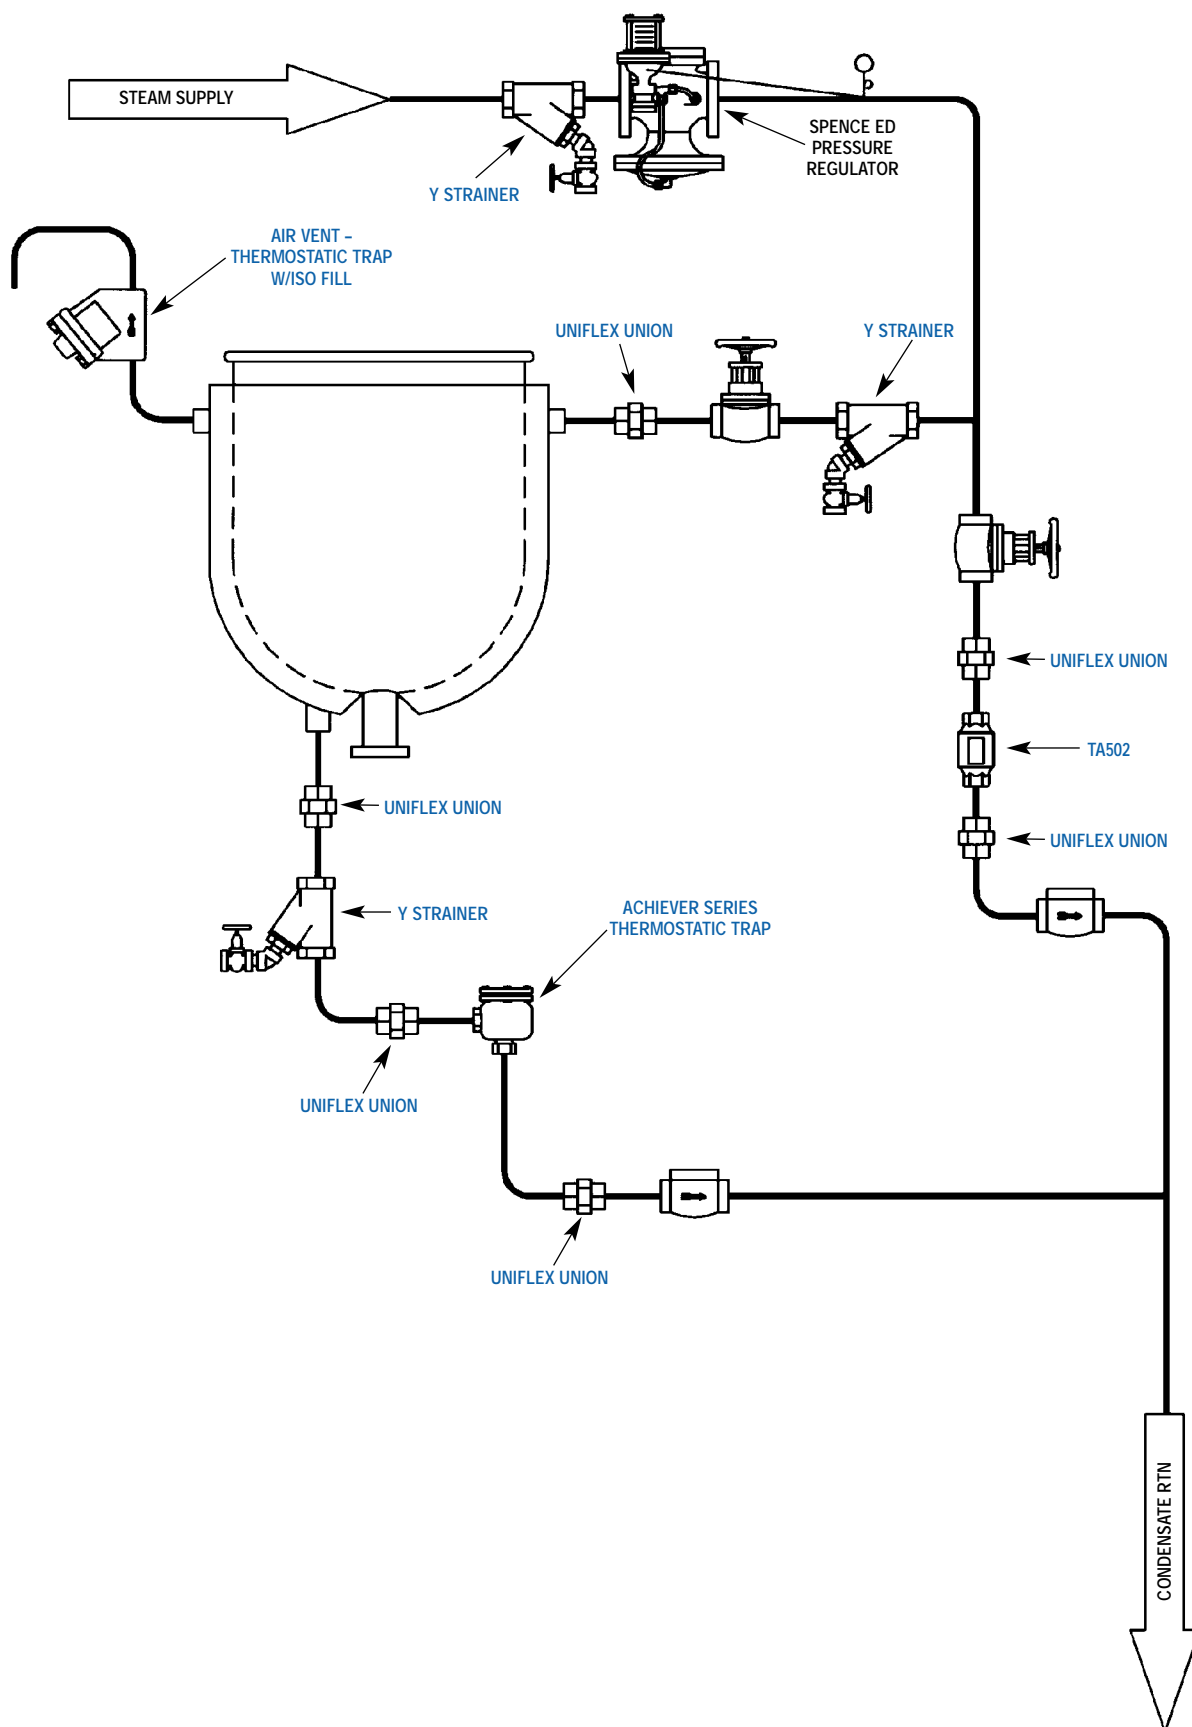 STEAM SUPPLY
SPENCE ED
PRESSURE
REGULATOR
Y STRAINER
AIR VENT –
THERMOSTATIC TRAP
W/ISO FILL
UNIFLEX UNION
Y STRAINER
UNIFLEX UNION
TA502
UNIFLEX UNION
UNIFLEX UNION
Y STRAINER
ACHIEVER SERIES
THERMOSTATIC TRAP
UNIFLEX UNION
UNIFLEX UNION
CONDENSATE RTN